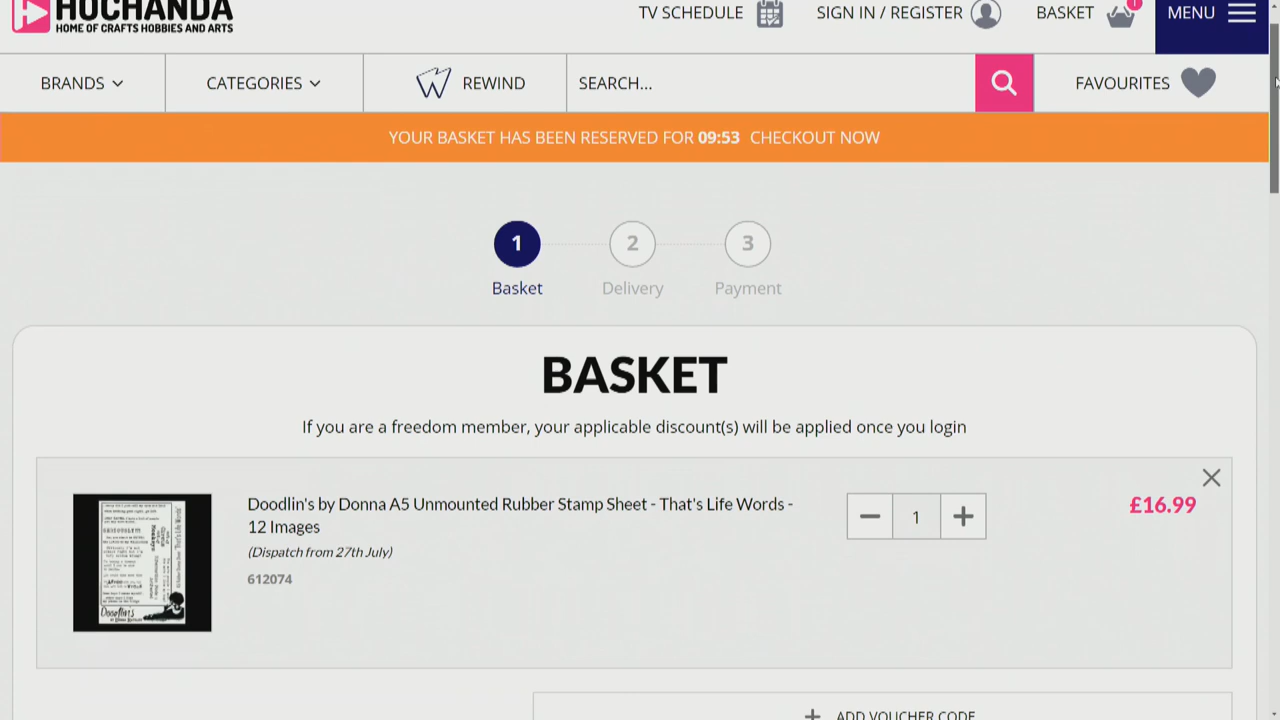 HOCHANDA
HOME OF CRAFTS HOBBIES AND ARTS
TV SCHEDULE
SIGN IN / REGISTER
BASKET
1
MENU
BRANDS
CATEGORIES
REWIND
SEARCH...
FAVOURITES
YOUR BASKET HAS BEEN RESERVED FOR 09:53 CHECKOUT NOW
1
2
3
Basket
Delivery
Payment
BASKET
If you are a freedom member, your applicable discount(s) will be applied once you login
Doodlin's by Donna A5 Unmounted Rubber Stamp Sheet - That's Life Words -
12 Images
(Dispatch from 27th July)
612074
1
£16.99
Doodlin's
ADD VOUCHER CODE